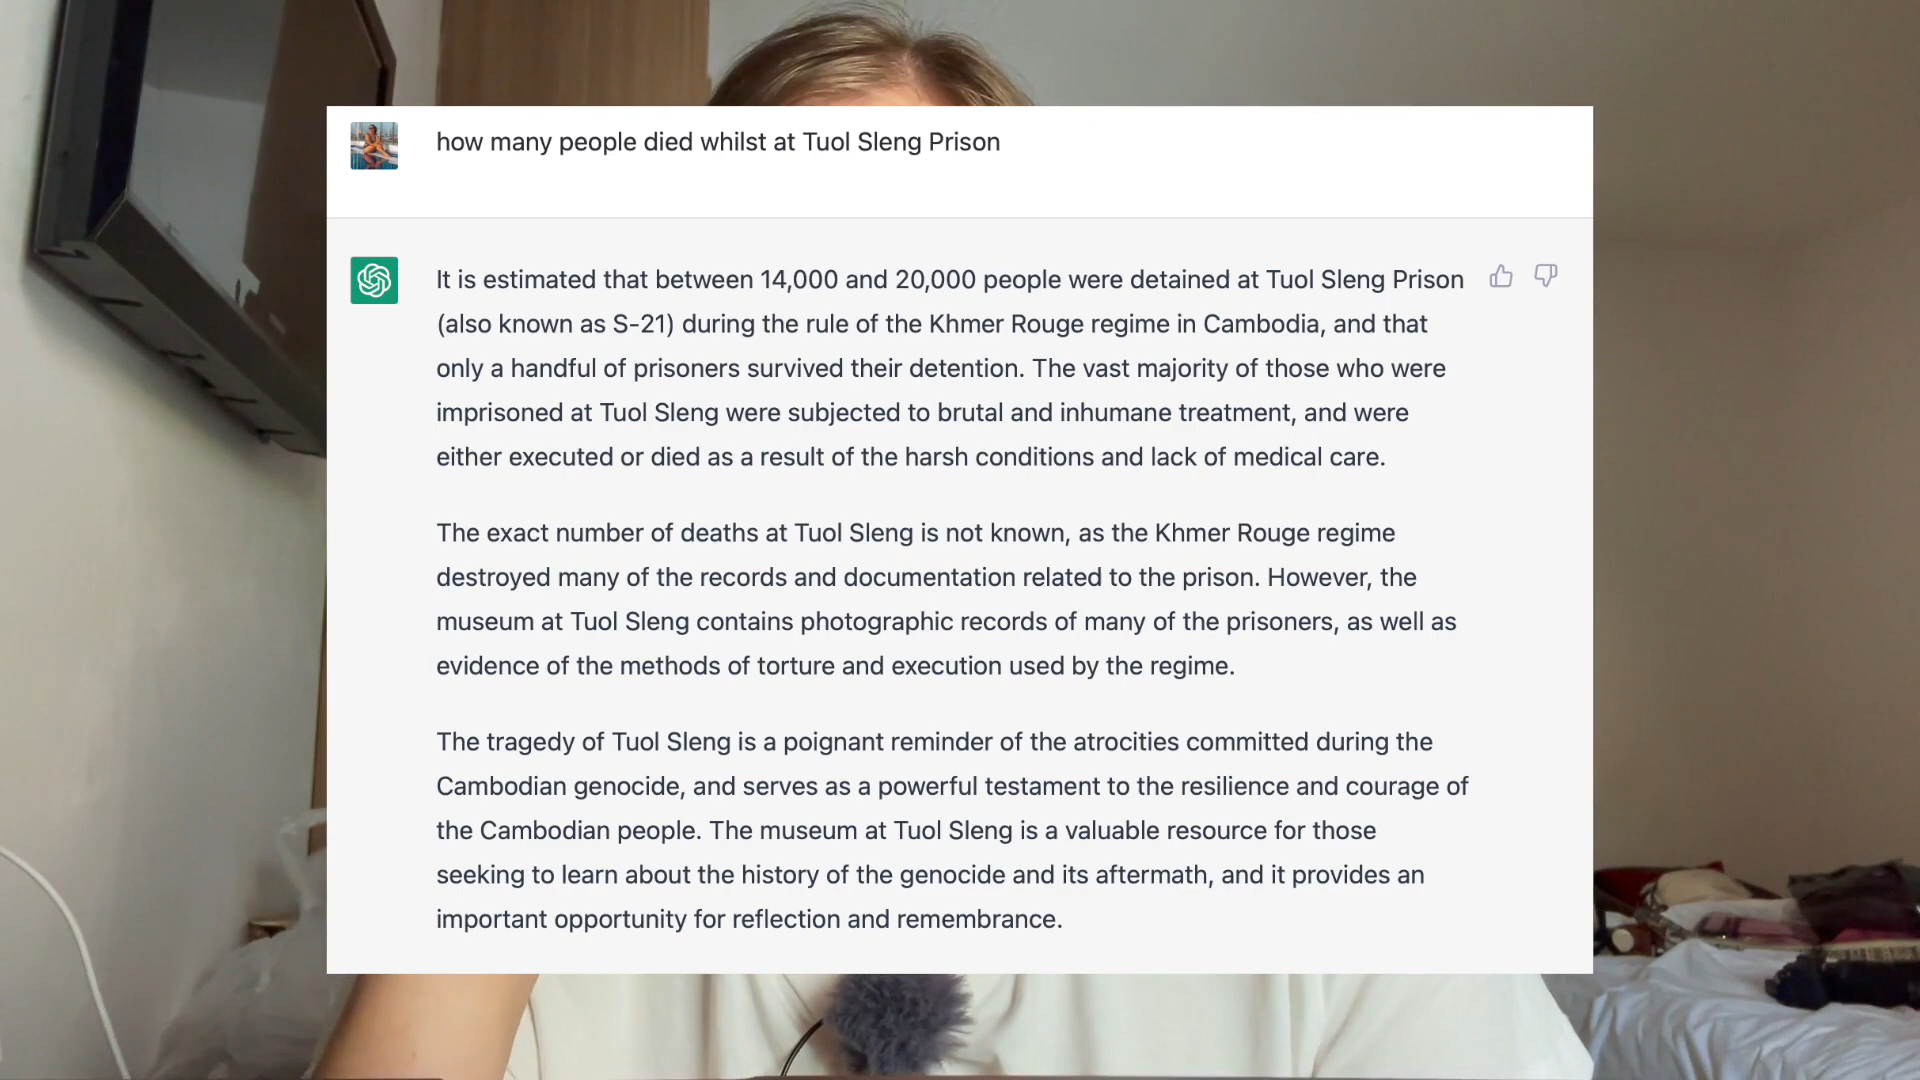 how many people died whilst at Tuol Sleng Prison
It is estimated that between 14,000 and 20,000 people were detained at Tuol Sleng Prison
(also known as S-21) during the rule of the Khmer Rouge regime in Cambodia, and that
only a handful of prisoners survived their detention. The vast majority of those who were
imprisoned at Tuol Sleng were subjected to brutal and inhumane treatment, and were
either executed or died as a result of the harsh conditions and lack of medical care.
The exact number of deaths at Tuol Sleng is not known, as the Khmer Rouge regime
destroyed many of the records and documentation related to the prison. However, the
museum at Tuol Sleng contains photographic records of many of the prisoners, as well as
evidence of the methods of torture and execution used by the regime.
The tragedy of Tuol Sleng is a poignant reminder of the atrocities committed during the
Cambodian genocide, and serves as a powerful testament to the resilience and courage of
the Cambodian people. The museum at Tuol Sleng is a valuable resource for those
seeking to learn about the history of the genocide and its aftermath, and it provides an
important opportunity for reflection and remembrance.